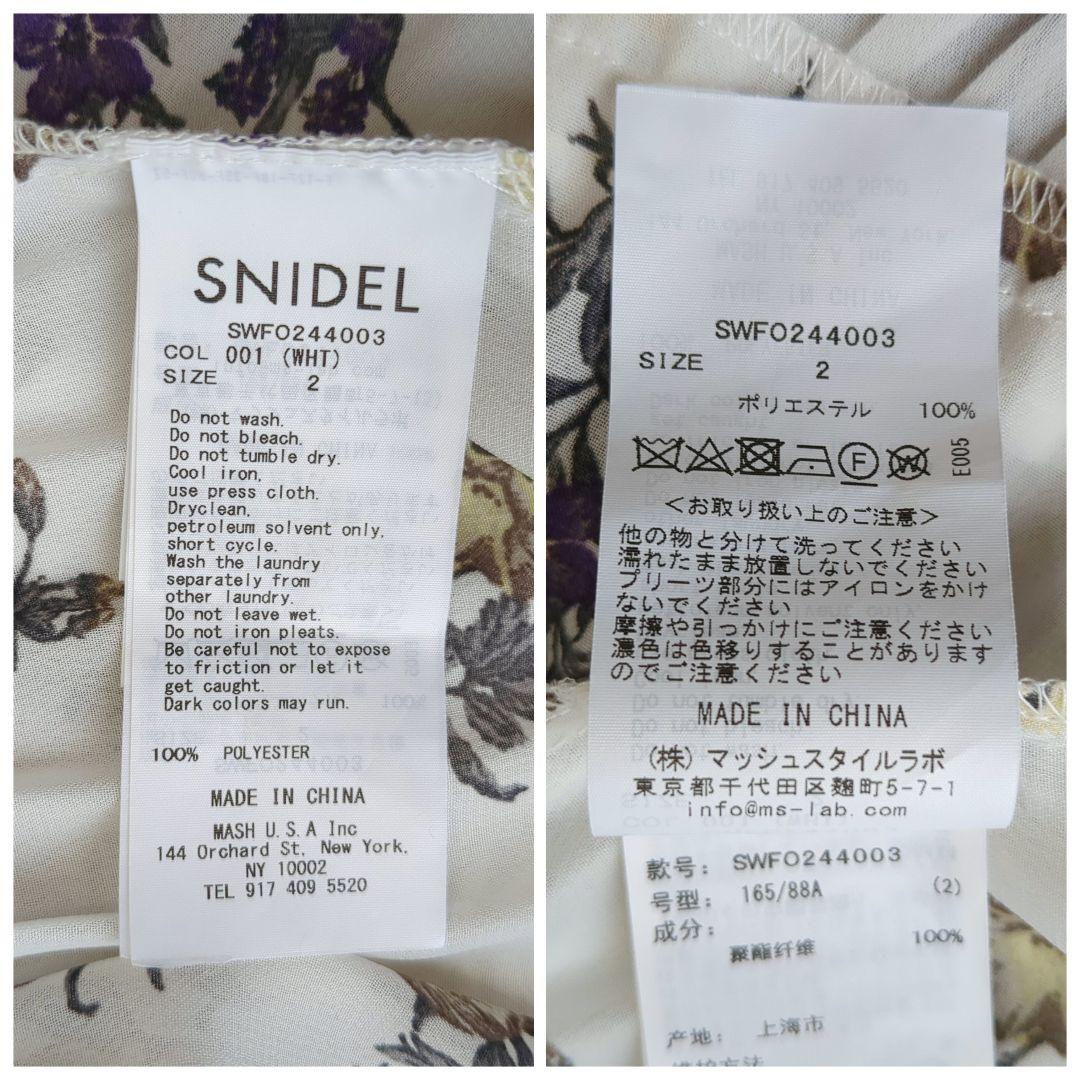 SNIDEL
SWFO244003
COL 001 (WHT)
SIZE 2
Do not wash.
Do not bleach.
Do not tumble dry.
Cool iron,
use press cloth.
Dryclean,
petroleum solvent only,
short cycle.
Wash the laundry
separately from
other laundry.
Do not leave wet.
Do not iron pleats.
Be careful not to expose
to friction or let it
get caught.
Dark colors may run.
100% POLYESTER
MADE IN CHINA
MASH U.S.A Inc
144 Orchard St, New York,
NY 10002
TEL 917 409 5520
SWFO244003
SIZE 2
ポリエステル 100%
F W
E005
<お取り扱い上のご注意>
他の物と分けて洗ってください
濡れたまま放置しないでください
プリーツ部分にはアイロンをかけ
ないでください
摩擦や引っかけにご注意ください
濃色は色移りすることがあります
のでご注意ください
MADE IN CHINA
(株)マッシュスタイルラボ
東京都千代田区麹町5-7-1
info@ms-lab.com
款号: SWFO244003
号型: 165/88A (2)
成分:
聚酯纤维 100%
产地: 上海市
维护方法